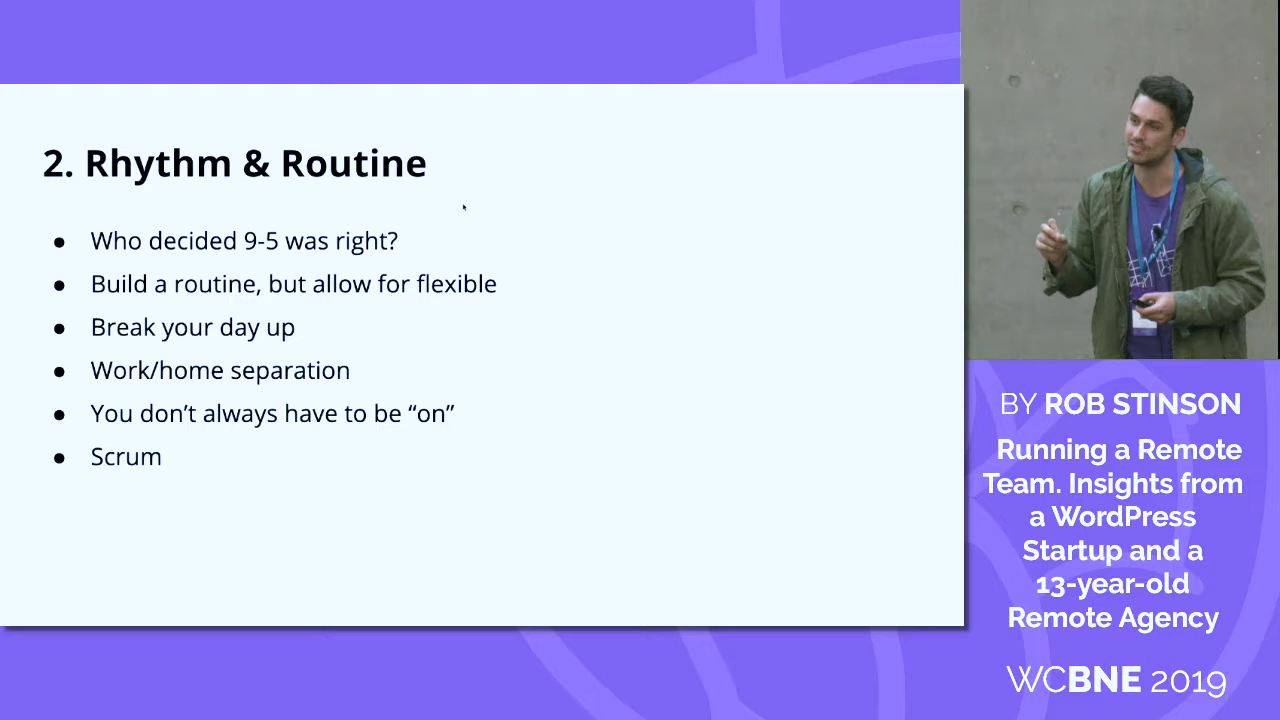 2. Rhythm & Routine
● Who decided 9-5 was right?
● Build a routine, but allow for flexible
● Break your day up
● Work/home separation
● You don’t always have to be “on”
● Scrum
BY ROB STINSON
Running a Remote
Team. Insights from
a WordPress
Startup and a
13-year-old
Remote Agency
WCBNE 2019